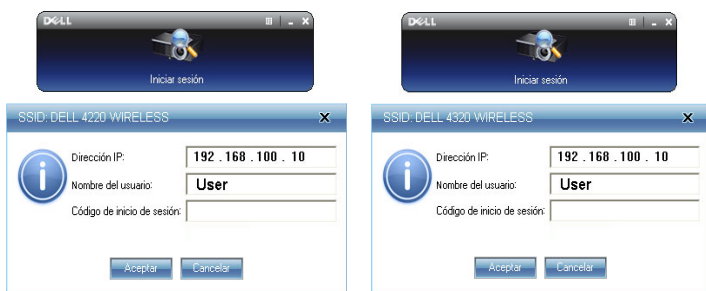 DELL
Iniciar sesión
SSID: DELL 4220 WIRELESS
Dirección IP: 192 . 168 . 100 . 10
Nombre del usuario: User
Código de inicio de sesión:
Aceptar Cancelar
DELL
Iniciar sesión
SSID: DELL 4320 WIRELESS
Dirección IP: 192 . 168 . 100 . 10
Nombre del usuario: User
Código de inicio de sesión:
Aceptar Cancelar